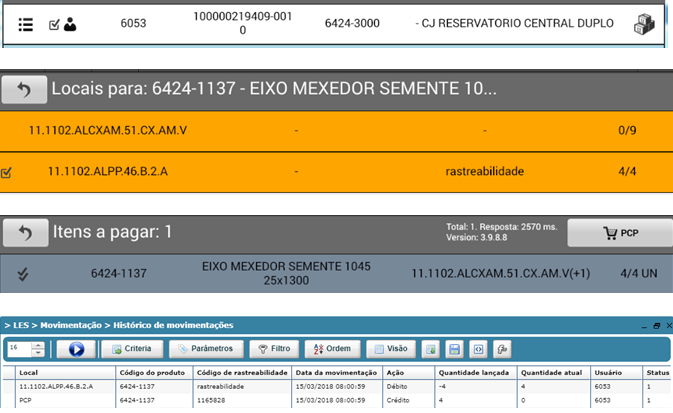 6053 100000219409-001 6424-3000 - CJ RESERVATORIO CENTRAL DUPLO
0
Locais para: 6424-1137 - EIXO MEXEDOR SEMENTE 10...
11.1102.ALCXAM.51.CX.AM.V - - 0/9
11.1102.ALPP.46.B.2.A - rastreabilidade 4/4
Itens a pagar: 1 Total: 1. Resposta: 2570 ms. PCP
Version: 3.9.8.8
6424-1137 EIXO MEXEDOR SEMENTE 1045 11.1102.ALCXAM.51.CX.AM.V(+1) 4/4 UN
25x1300
> LES > Movimentação > Histórico de movimentações
16 Criteria Parâmetros Filtro Ordem Visão
Local Código do produto Código de rastreabilidade Data da movimentação Ação Quantidade lançada Quantidade atual Usuário Status
11.1102.ALPP.46.B.2.A 6424-1137 rastreabilidade 15/03/2018 08:00:59 Débito -4 4 6053 1
PCP 6424-1137 1165828 15/03/2018 08:00:59 Crédito 4 0 6053 1